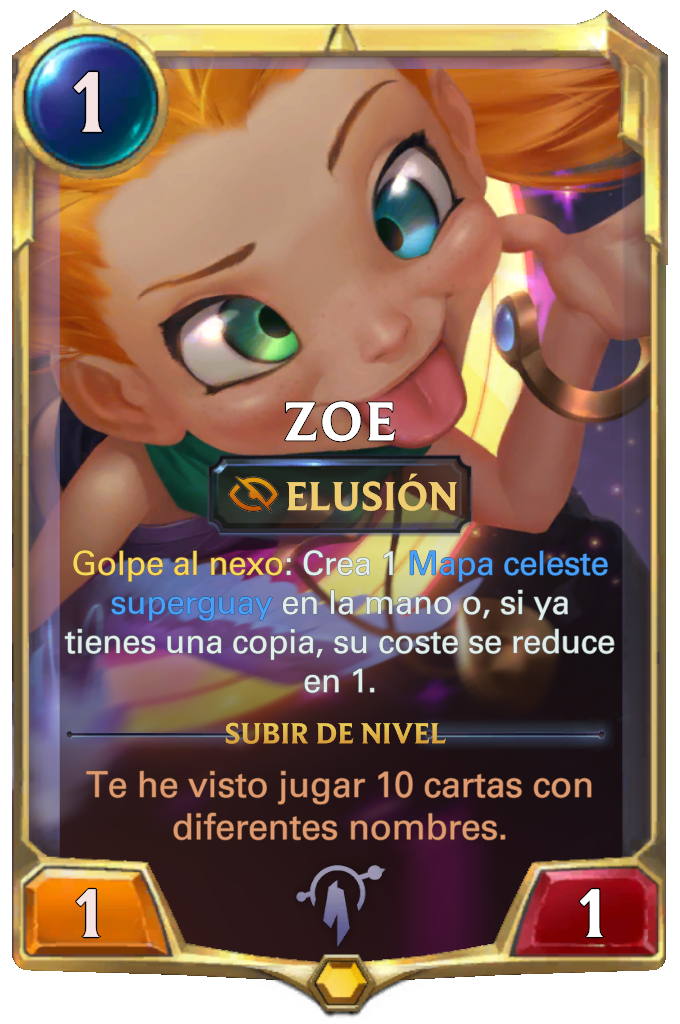 1
ZOE
ELUSIÓN
Golpe al nexo: Crea 1 Mapa celeste
superguay en la mano o, si ya
tienes una copia, su coste se reduce
en 1.
SUBIR DE NIVEL
Te he visto jugar 10 cartas con
diferentes nombres.
1
1